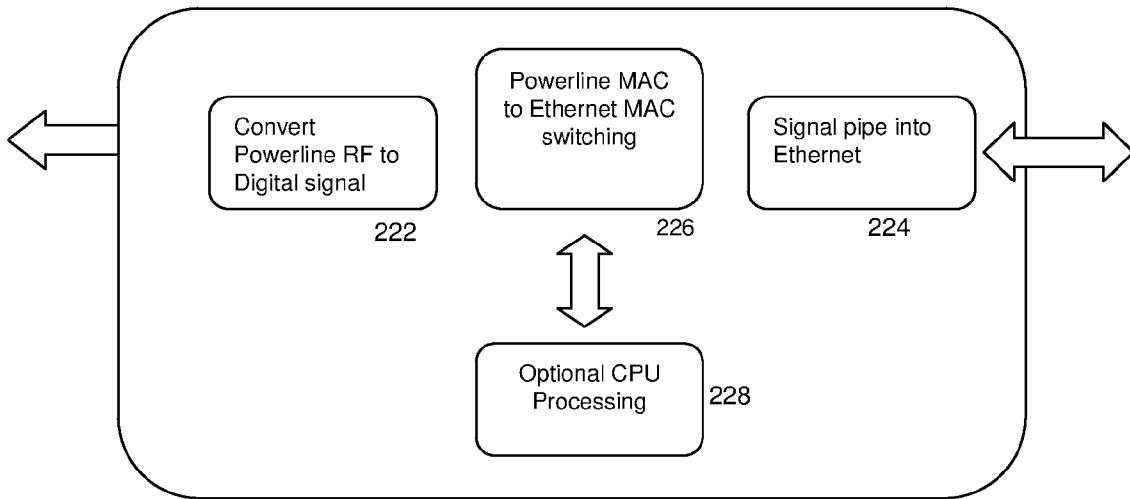 Convert
Powerline RF to
Digital signal
222
Powerline MAC
to Ethernet MAC
switching
226
Signal pipe into
Ethernet
224
Optional CPU
Processing
228